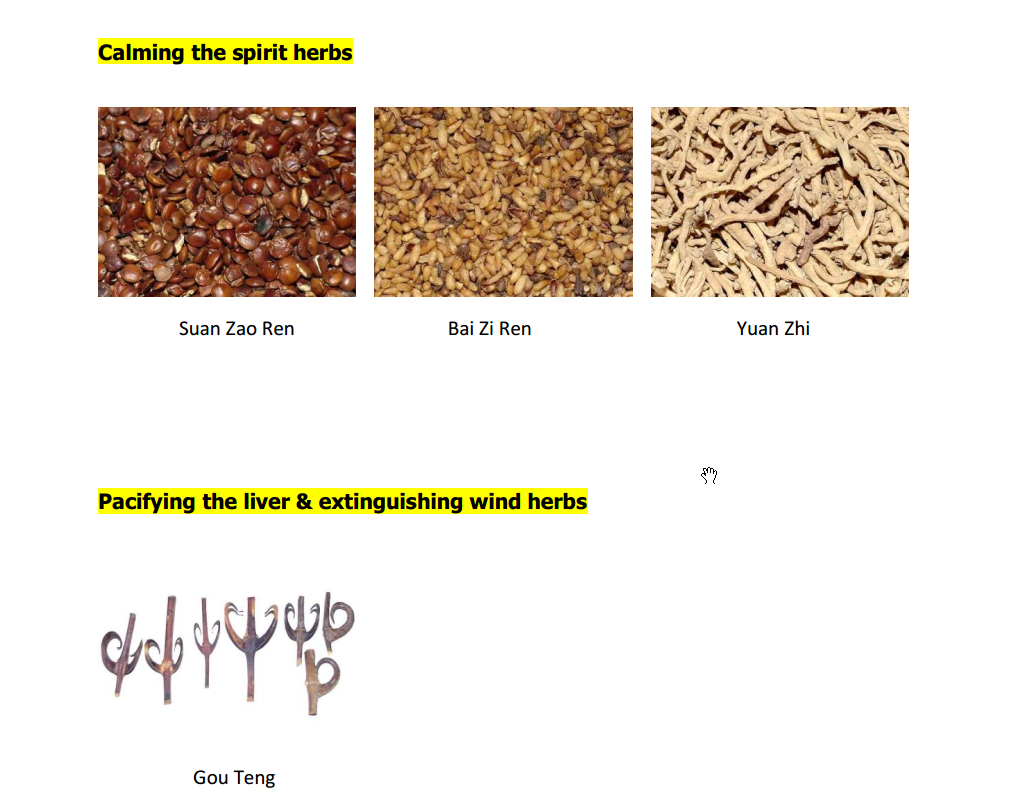 Calming the spirit herbs
Suan Zao Ren
Bai Zi Ren
Yuan Zhi
Pacifying the liver & extinguishing wind herbs
Gou Teng